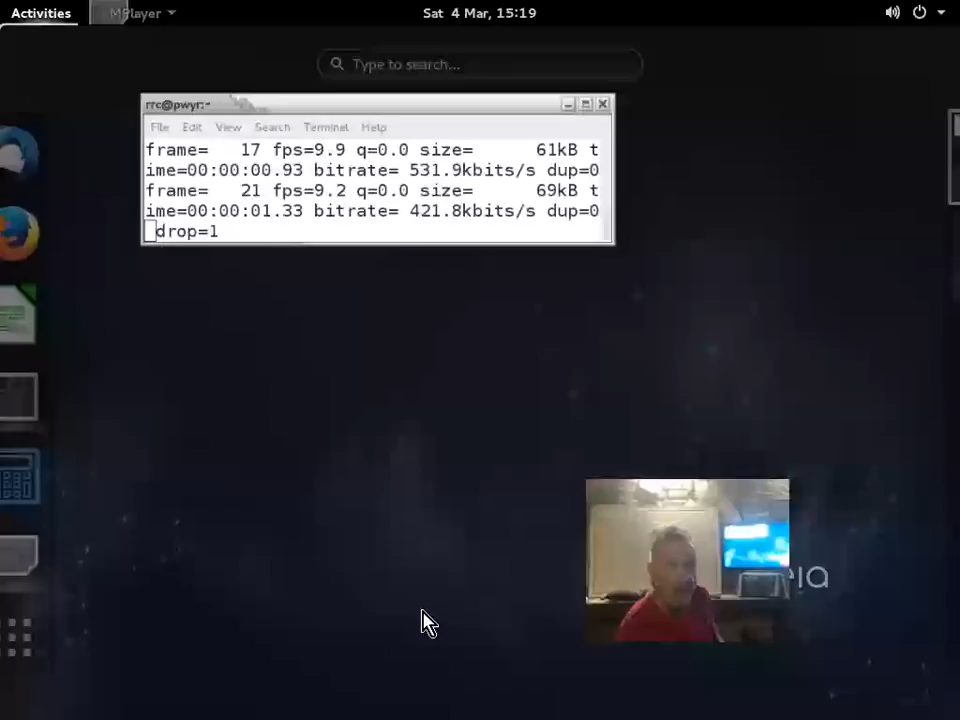 Activities MPlayer Sat 4 Mar, 15:19
Type to search...
rrc@pwyr:~
File Edit View Search Terminal Help
frame= 17 fps=9.9 q=0.0 size= 61kB t
ime=00:00:00.93 bitrate= 531.9kbits/s dup=0
frame= 21 fps=9.2 q=0.0 size= 69kB t
ime=00:00:01.33 bitrate= 421.8kbits/s dup=0
drop=1